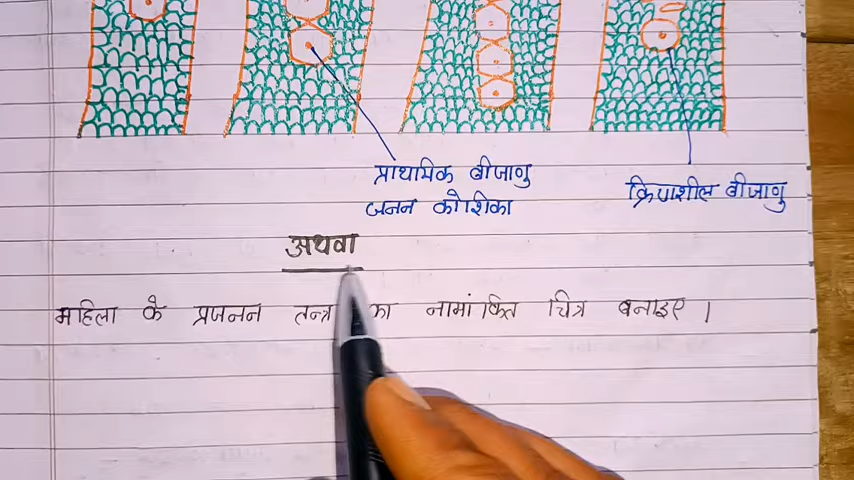 प्राथमिक बीजाणु
जनन कोशिका
क्रियाशील बीजाणु
अथवा
महिला के प्रजनन तन्त्र का नामांकित चित्र बनाइए।